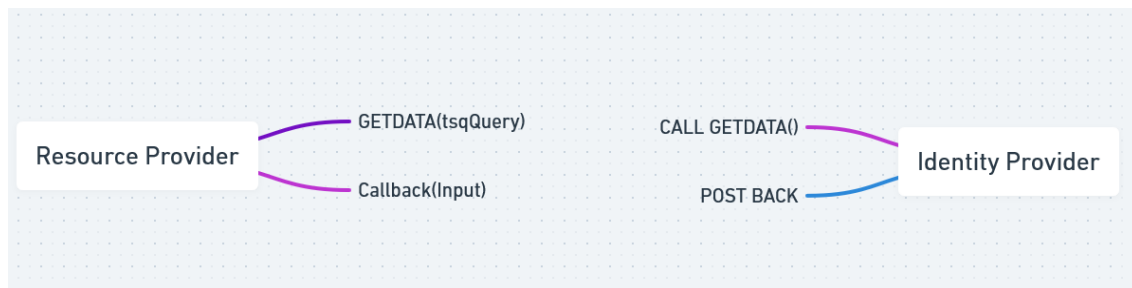 GETDATA(tsqQuery)
Resource Provider
Callback(Input)
CALL GETDATA()
Identity Provider
POST BACK